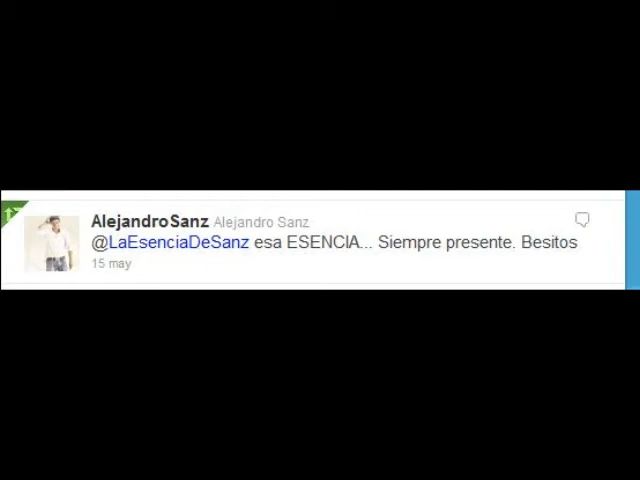 AlejandroSanz Alejandro Sanz
@LaEsenciaDeSanz esa ESENCIA... Siempre presente. Besitos
15 may